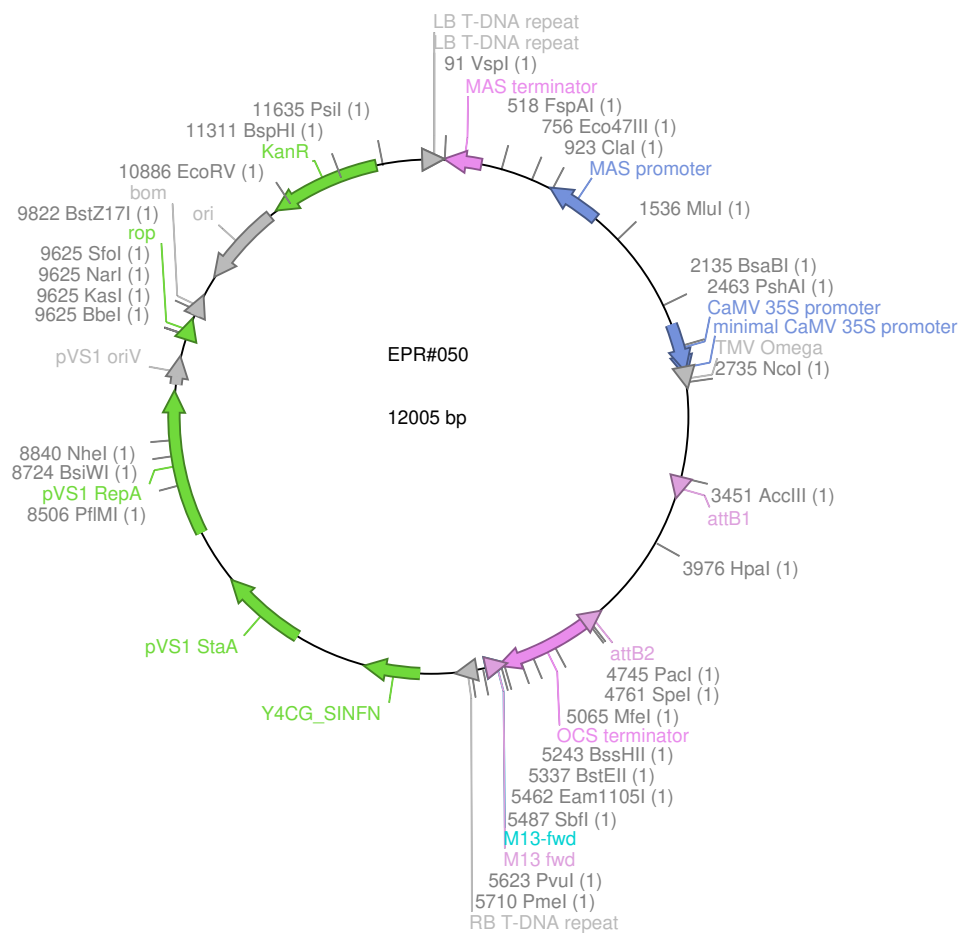 LB T-DNA repeat
LB T-DNA repeat
91 VspI (1)
MAS terminator
518 FspAI (1)
756 Eco47III (1)
923 ClaI (1)
MAS promoter
1536 MluI (1)
2135 BsaBI (1)
2463 PshAI (1)
CaMV 35S promoter
minimal CaMV 35S promoter
TMV Omega
2735 NcoI (1)
3451 AccIII (1)
attB1
3976 HpaI (1)
attB2
4745 PacI (1)
4761 SpeI (1)
5065 MfeI (1)
OCS terminator
5243 BssHII (1)
5337 BstEII (1)
5462 Eam1105I (1)
5487 SbfI (1)
M13-fwd
M13 fwd
5623 PvuI (1)
5710 PmeI (1)
RB T-DNA repeat
Y4CG_SINFN
pVS1 StaA
8506 PflMI (1)
pVS1 RepA
8724 BsiWI (1)
8840 NheI (1)
pVS1 oriV
9625 BbeI (1)
9625 KasI (1)
9625 NarI (1)
9625 SfoI (1)
rop
9822 BstZ17I (1)
bom
ori
10886 EcoRV (1)
KanR
11311 BspHI (1)
11635 PsiI (1)
EPR#050
12005 bp